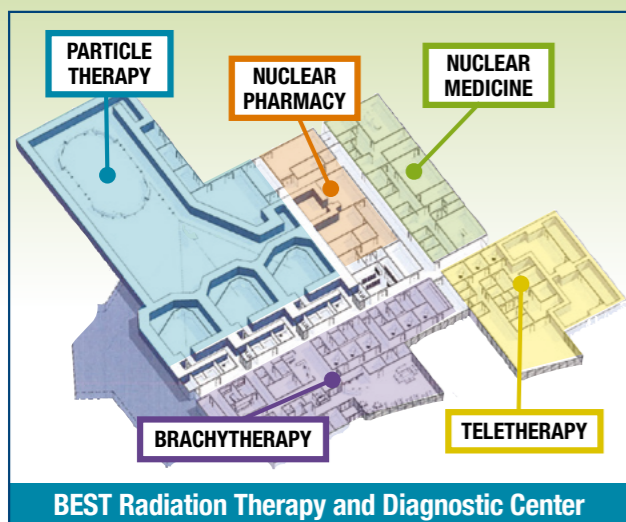 PARTICLE
THERAPY
NUCLEAR
PHARMACY
NUCLEAR
MEDICINE
BRACHYTHERAPY
TELETHERAPY
BEST Radiation Therapy and Diagnostic Center